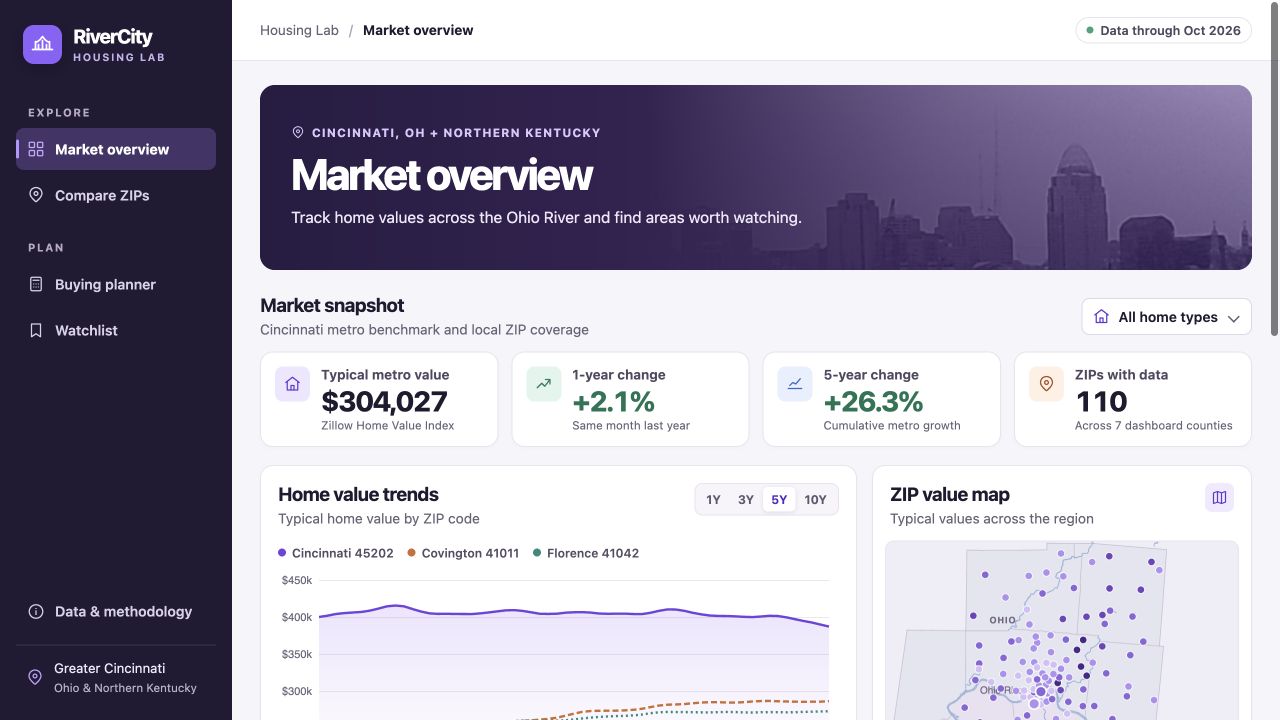 RiverCity
HOUSING LAB
EXPLORE
Market overview
Compare ZIPs
PLAN
Buying planner
Watchlist
Data & methodology
Greater Cincinnati
Ohio & Northern Kentucky
Housing Lab / Market overview
Data through Oct 2026
CINCINNATI, OH + NORTHERN KENTUCKY
Market overview
Track home values across the Ohio River and find areas worth watching.
Market snapshot
Cincinnati metro benchmark and local ZIP coverage
All home types
Typical metro value
$304,027
Zillow Home Value Index
1-year change
+2.1%
Same month last year
5-year change
+26.3%
Cumulative metro growth
ZIPs with data
110
Across 7 dashboard counties
Home value trends
Typical home value by ZIP code
1Y 3Y 5Y 10Y
Cincinnati 45202 Covington 41011 Florence 41042
$450k
$400k
$350k
$300k
ZIP value map
Typical values across the region
OHIO